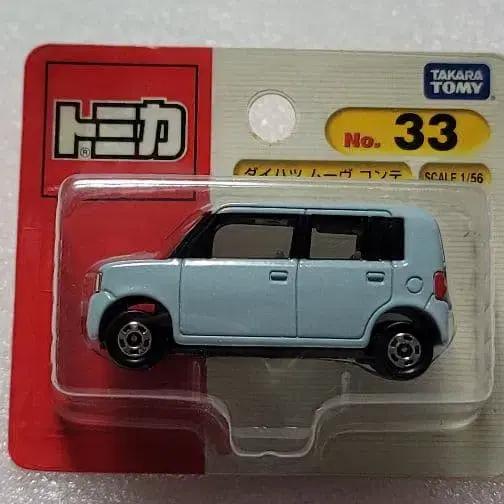 トミカ
®
TAKARA
TOMY
No. 33
ダイハツ ムーヴ コンテ
SCALE 1/56